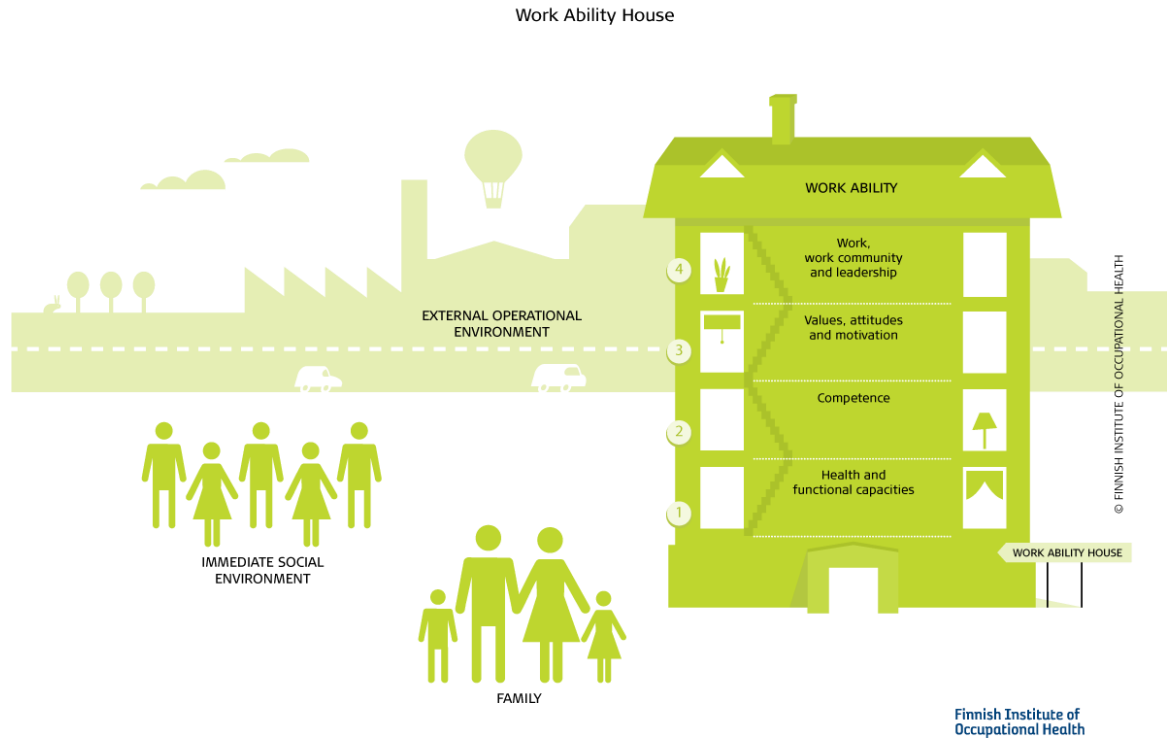 Work Ability House
WORK ABILITY
4
Work,
work community
and leadership
3
Values, attitudes
and motivation
2
Competence
1
Health and
functional capacities
EXTERNAL OPERATIONAL
ENVIRONMENT
IMMEDIATE SOCIAL
ENVIRONMENT
FAMILY
WORK ABILITY HOUSE
© FINNISH INSTITUTE OF OCCUPATIONAL HEALTH
Finnish Institute of
Occupational Health